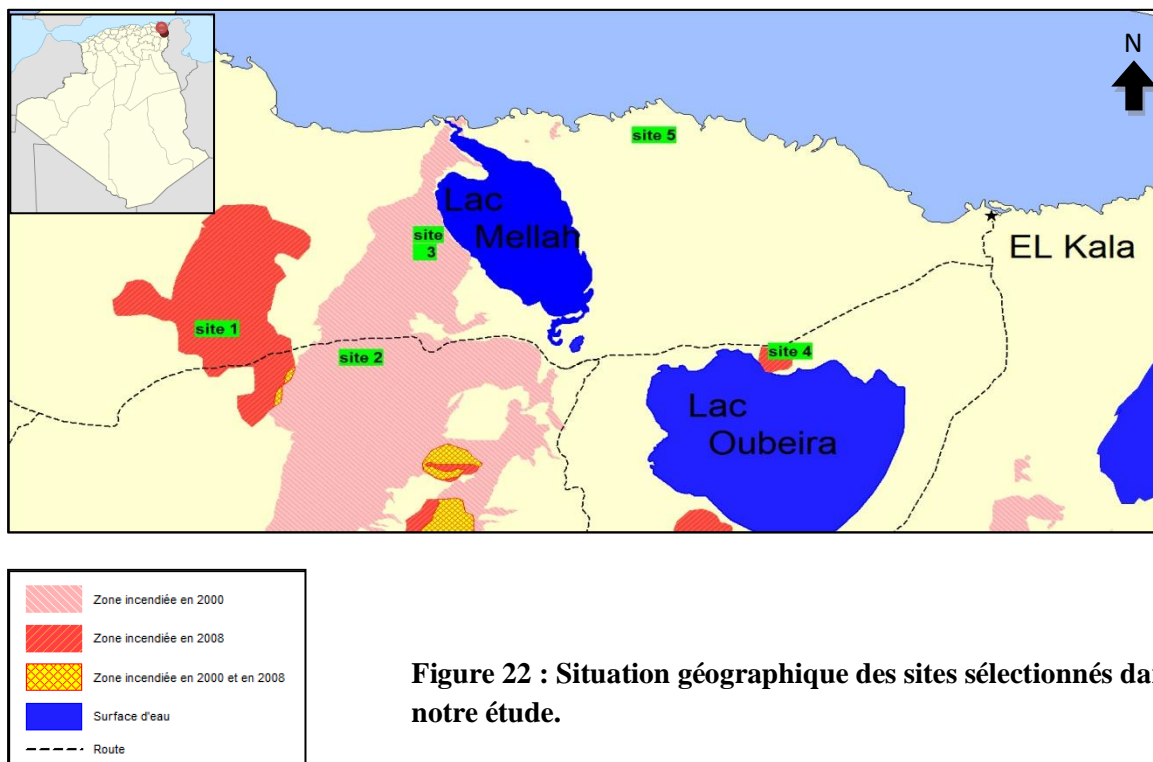 N
site 5
Lac
Mellah
site
3
EL Kala
site 1
site 2
site 4
Lac
Oubeira
Zone incendiée en 2000
Zone incendiée en 2008
Zone incendiée en 2000 et en 2008
Surface d'eau
Route
Figure 22 : Situation géographique des sites sélectionnés da
notre étude.